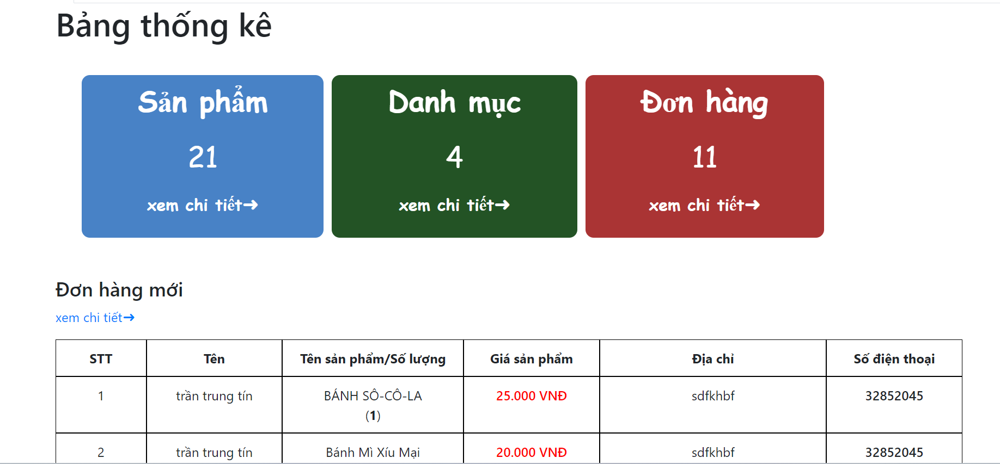 Bảng thống kê
Sản phẩm
21
xem chi tiết➜
Danh mục
4
xem chi tiết➜
Đơn hàng
11
xem chi tiết➜
Đơn hàng mới
xem chi tiết➜
STT Tên Tên sản phẩm/Số lượng Giá sản phẩm Địa chỉ Số điện thoại
1 trần trung tín BÁNH SÔ-CÔ-LA 25.000 VNĐ sdfkhbf 32852045
(1)
2 trần trung tín Bánh Mì Xíu Mại 20.000 VNĐ sdfkhbf 32852045